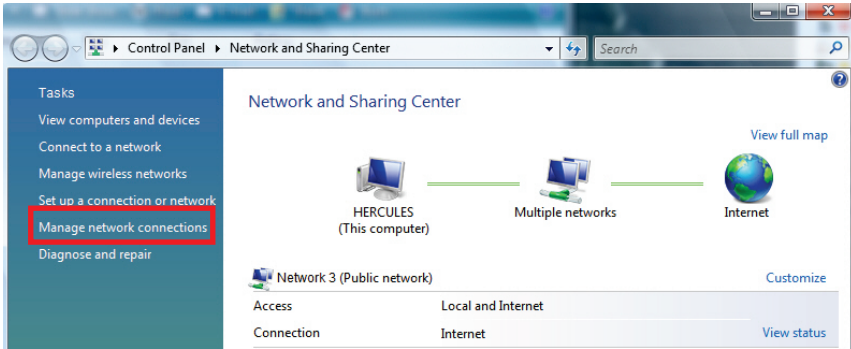 Control Panel ▸ Network and Sharing Center
Search
Tasks
View computers and devices
Connect to a network
Manage wireless networks
Set up a connection or network
Manage network connections
Diagnose and repair
Network and Sharing Center
View full map
HERCULES
(This computer)
Multiple networks
Internet
Network 3 (Public network)
Customize
Access
Local and Internet
Connection
Internet
View status